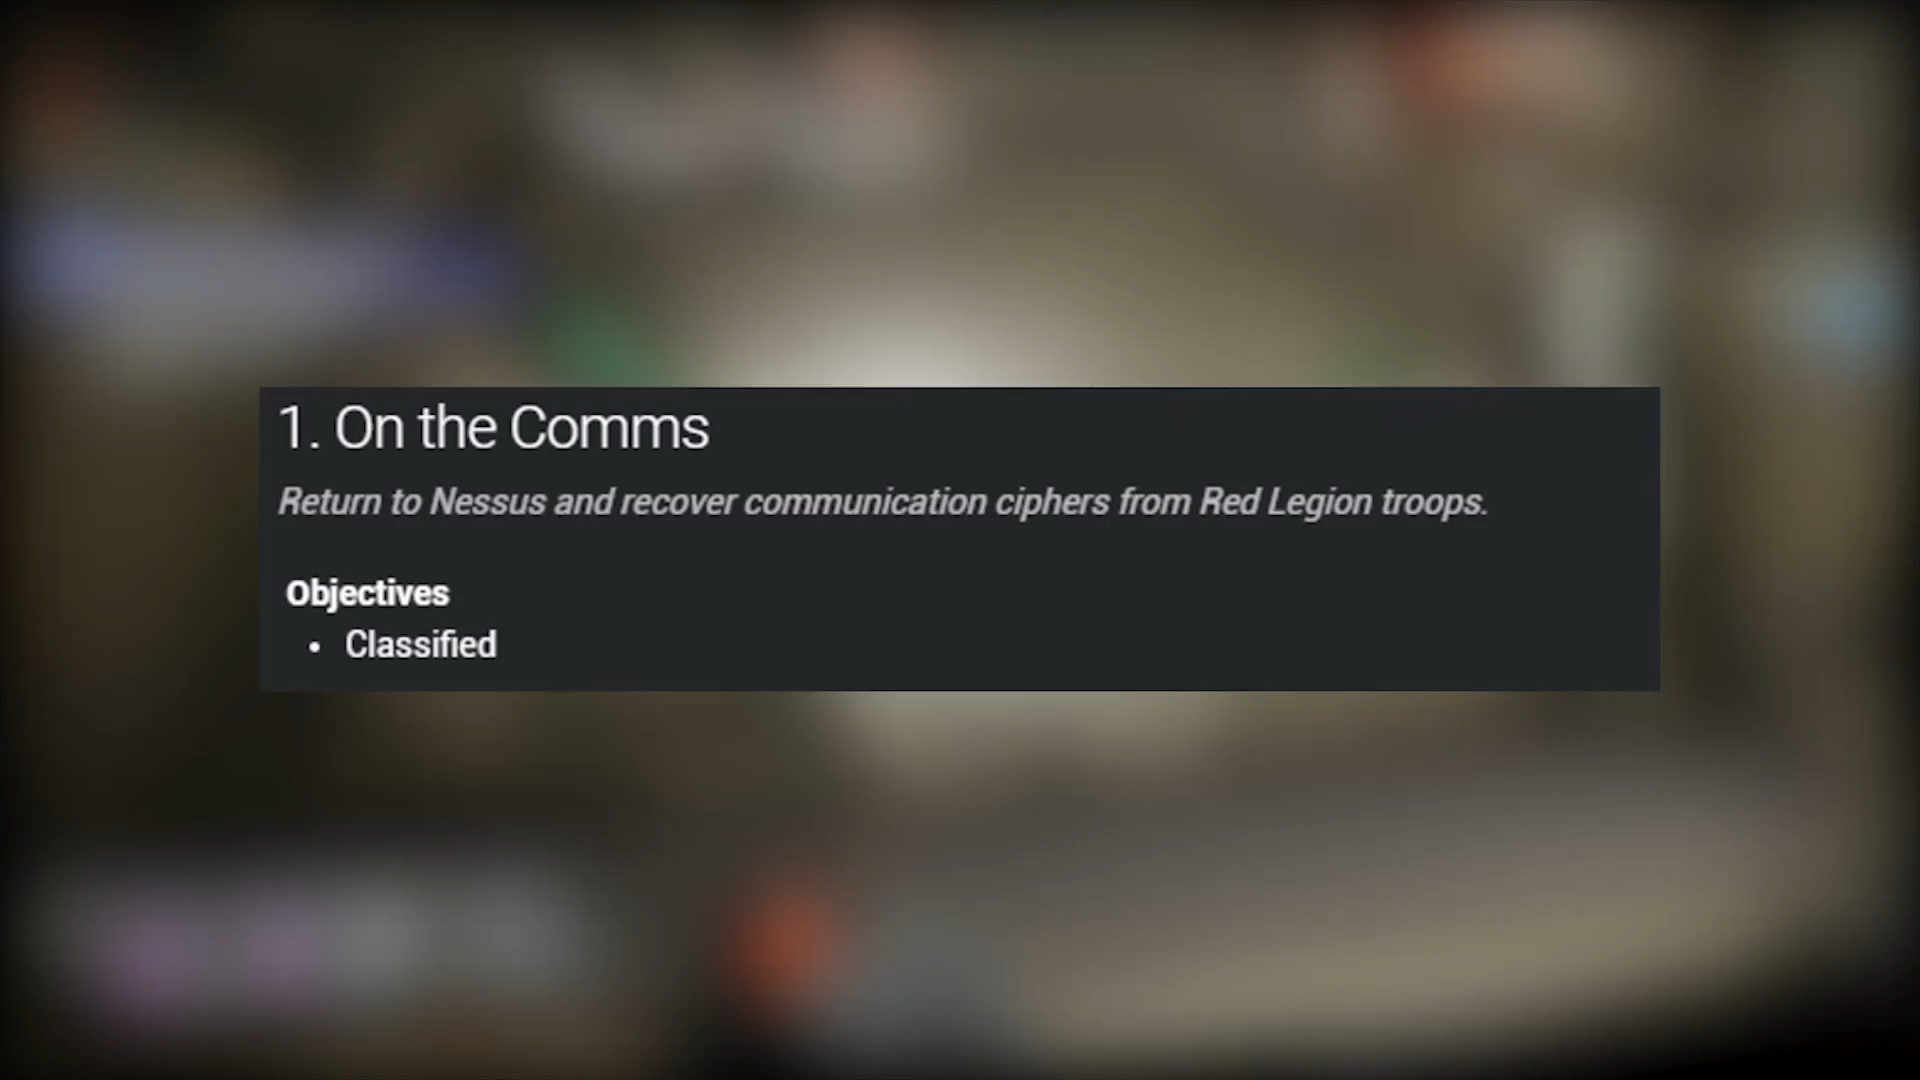 1. On the Comms
Return to Nessus and recover communication ciphers from Red Legion troops.
Objectives
• Classified